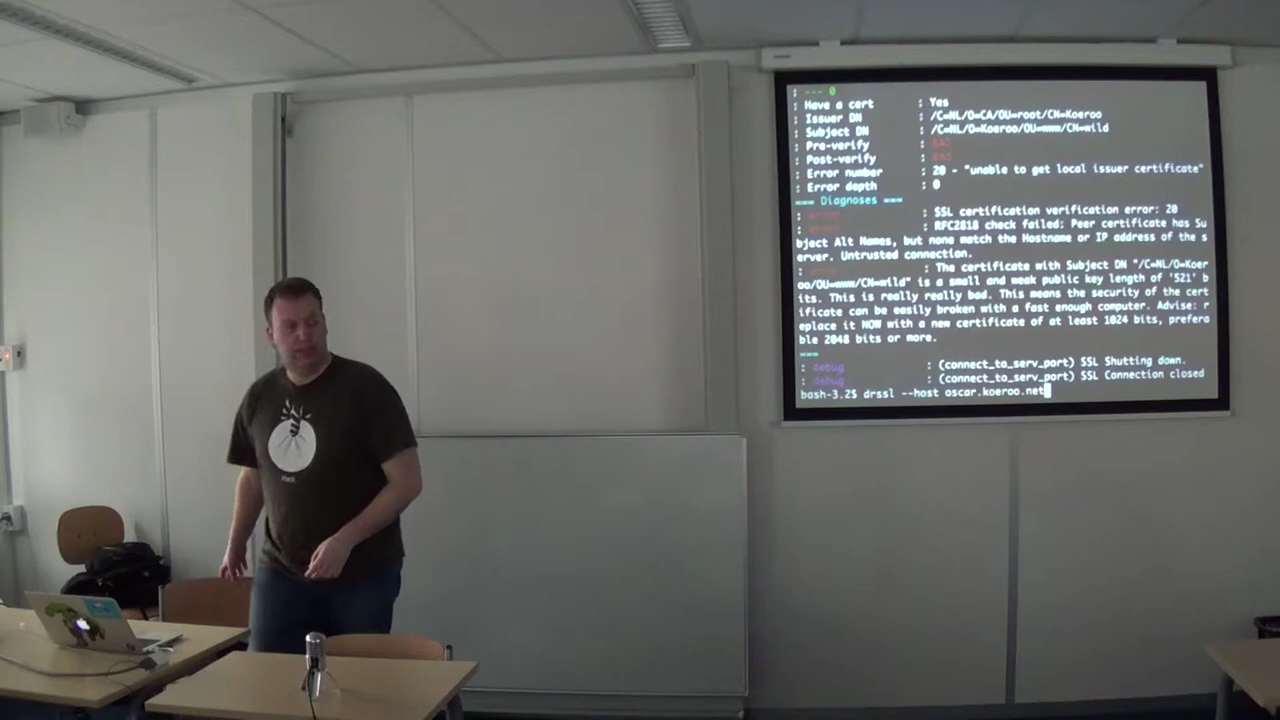 : --- 0
: Have a cert : Yes
: Issuer DN : /C=NL/O=CA/OU=root/CN=Koeroo
: Subject DN : /C=NL/O=Koeroo/OU=www/CN=wild
: Pre-verify : BAD
: Post-verify : BAD
: Error number : 20 - "unable to get local issuer certificate"
: Error depth : 0
=== Diagnoses ===
: error : SSL certification verification error: 20
: error : RFC2818 check failed: Peer certificate has Su
bject Alt Names, but none match the Hostname or IP address of the s
erver. Untrusted connection.
: error : The certificate with Subject DN "/C=NL/O=Koer
oo/OU=www/CN=wild" is a small and weak public key length of '521' b
its. This is really really bad. This means the security of the cert
ificate can be easily broken with a fast enough computer. Advise: r
eplace it NOW with a new certificate of at least 1024 bits, prefera
ble 2048 bits or more.
===
: debug : (connect_to_serv_port) SSL Shutting down.
: debug : (connect_to_serv_port) SSL Connection closed
bash-3.2$ drssl --host oscar.koeroo.net